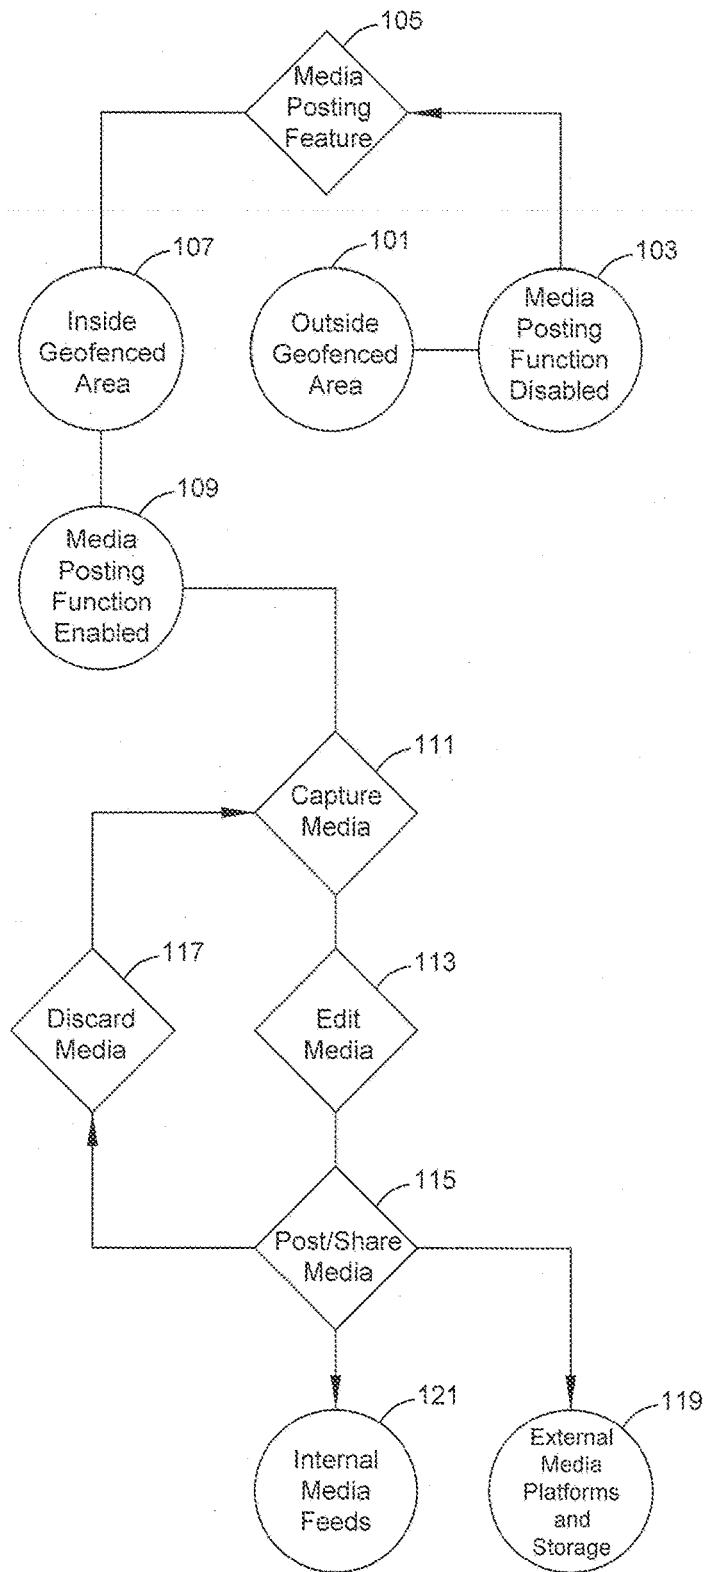 105
Media
Posting
Feature
107
101
103
Inside
Geofenced
Area
Outside
Geofenced
Area
Media
Posting
Function
Disabled
109
Media
Posting
Function
Enabled
111
Capture
Media
117
113
Discard
Media
Edit
Media
115
Post/Share
Media
121
119
Internal
Media
Feeds
External
Media
Platforms
and
Storage